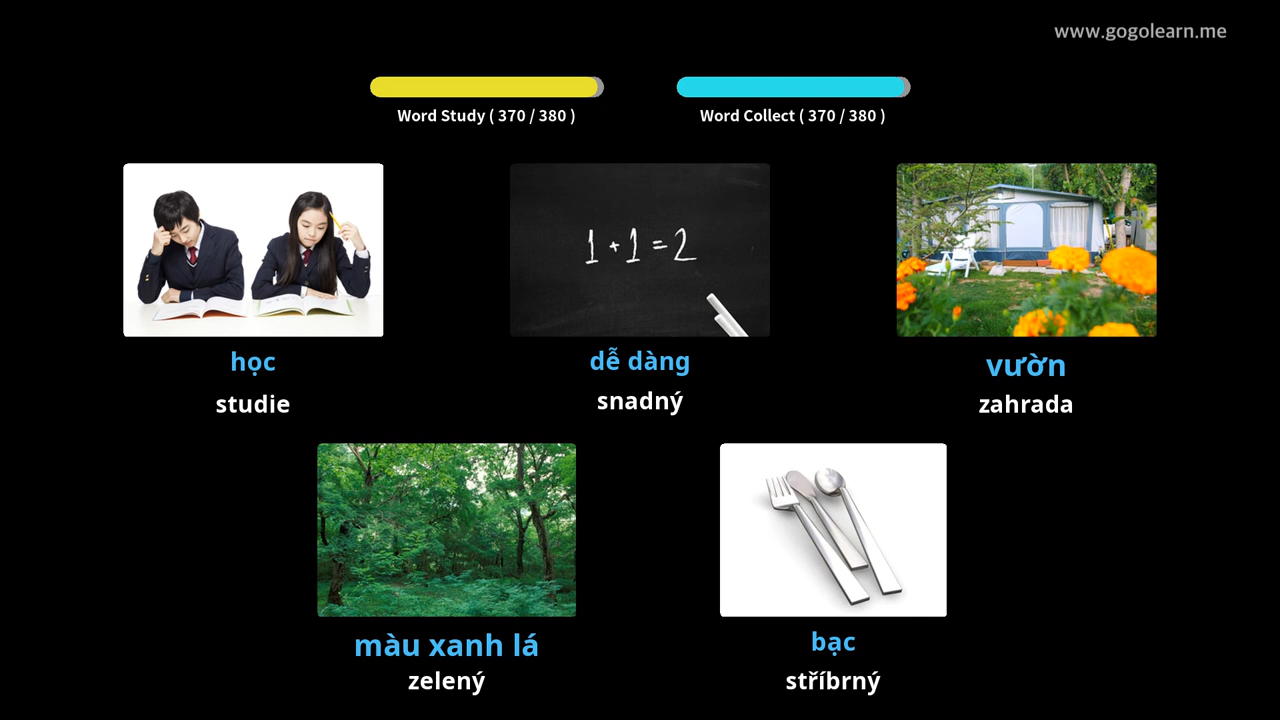 www.gogolearn.me
Word Study ( 370 / 380 )
Word Collect ( 370 / 380 )
1 + 1 = 2
học
dễ dàng
vườn
studie
snadný
zahrada
màu xanh lá
bạc
zelený
stříbrný